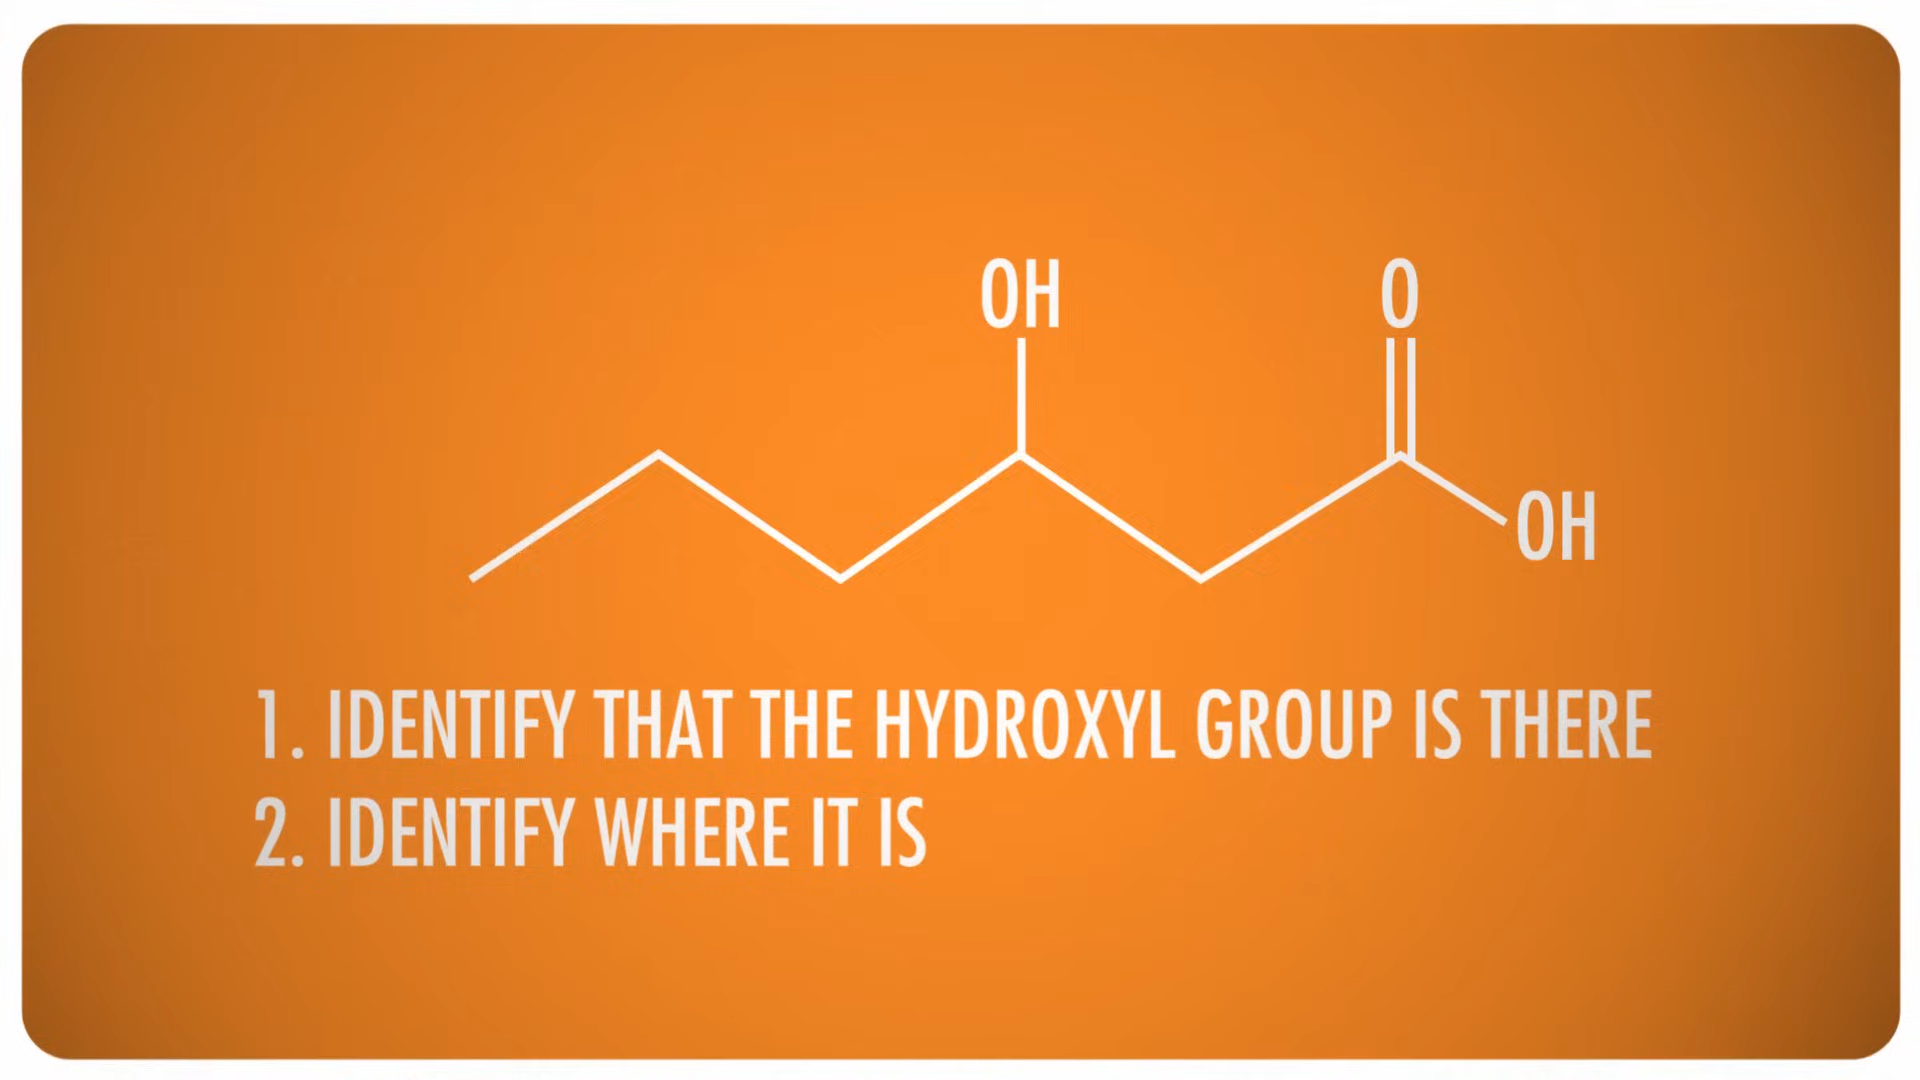 OH
O
OH
1. IDENTIFY THAT THE HYDROXYL GROUP IS THERE
2. IDENTIFY WHERE IT IS